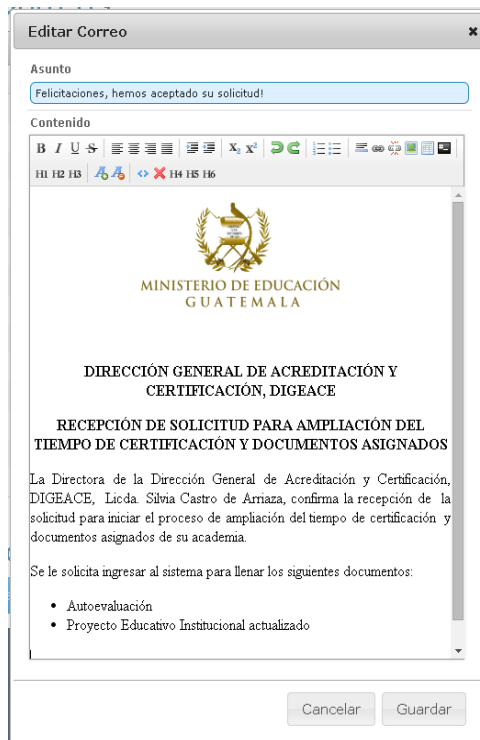 Editar Correo
Asunto
Felicitaciones, hemos aceptado su solicitud!
Contenido
B I U S X₂ X²
H1 H2 H3 H4 H5 H6
MINISTERIO DE EDUCACIÓN
GUATEMALA
DIRECCIÓN GENERAL DE ACREDITACIÓN Y
CERTIFICACIÓN, DIGEACE
RECEPCIÓN DE SOLICITUD PARA AMPLIACIÓN DEL
TIEMPO DE CERTIFICACIÓN Y DOCUMENTOS ASIGNADOS
La Directora de la Dirección General de Acreditación y Certificación,
DIGEACE, Licda. Silvia Castro de Arriaza, confirma la recepción de la
solicitud para iniciar el proceso de ampliación del tiempo de certificación y
documentos asignados de su academia.
Se le solicita ingresar al sistema para llenar los siguientes documentos:
• Autoevaluación
• Proyecto Educativo Institucional actualizado
Cancelar Guardar